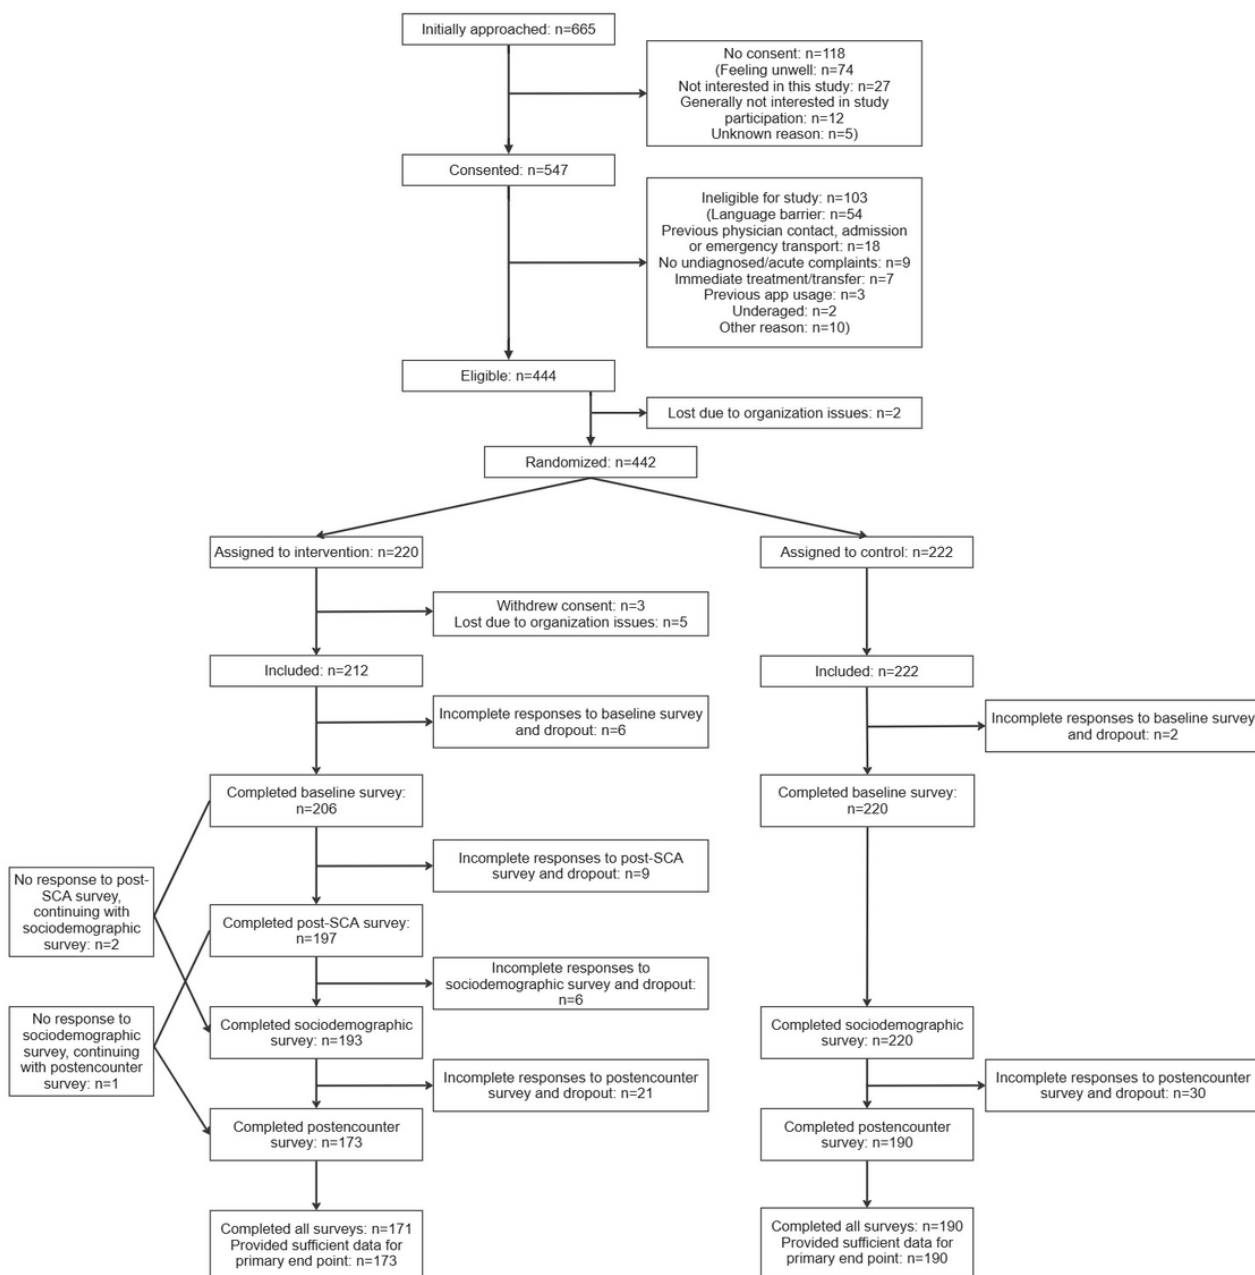 Initially approached: n=665
No consent: n=118
(Feeling unwell: n=74
Not interested in this study: n=27
Generally not interested in study
participation: n=12
Unknown reason: n=5)
Consented: n=547
Ineligible for study: n=103
(Language barrier: n=54
Previous physician contact, admission
or emergency transport: n=18
No undiagnosed/acute complaints: n=9
Immediate treatment/transfer: n=7
Previous app usage: n=3
Underaged: n=2
Other reason: n=10)
Eligible: n=444
Lost due to organization issues: n=2
Randomized: n=442
Assigned to intervention: n=220
Assigned to control: n=222
Withdrew consent: n=3
Lost due to organization issues: n=5
Included: n=212
Included: n=222
Incomplete responses to baseline survey
and dropout: n=6
Incomplete responses to baseline survey
and dropout: n=2
Completed baseline survey:
n=206
Completed baseline survey:
n=220
Incomplete responses to post-SCA
survey and dropout: n=9
No response to post-
SCA survey,
continuing with
sociodemographic
survey: n=2
Completed post-SCA survey:
n=197
Incomplete responses to
sociodemographic survey and dropout:
n=6
No response to
sociodemographic
survey, continuing
with postencounter
survey: n=1
Completed sociodemographic
survey: n=193
Completed sociodemographic
survey: n=220
Incomplete responses to postencounter
survey and dropout: n=21
Incomplete responses to postencounter
survey and dropout: n=30
Completed postencounter
survey: n=173
Completed postencounter
survey: n=190
Completed all surveys: n=171
Provided sufficient data for
primary end point: n=173
Completed all surveys: n=190
Provided sufficient data for
primary end point: n=190